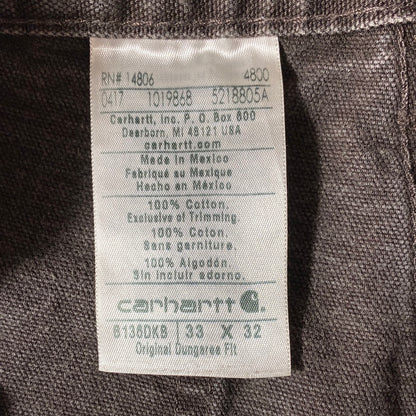 RN# 14806 4800
0417 1019868 5218805A
Carhartt, Inc. P. O. Box 600
Dearborn, MI 48121 USA
carhartt.com
Made in Mexico
Fabriqué au Mexique
Hecho en México
100% Cotton.
Exclusive of Trimming.
100% Coton.
Sans garniture.
100% Algodón.
Sin incluir adorno.
carhartt
6136DKB 33 X 32
Original Dungaree Fit